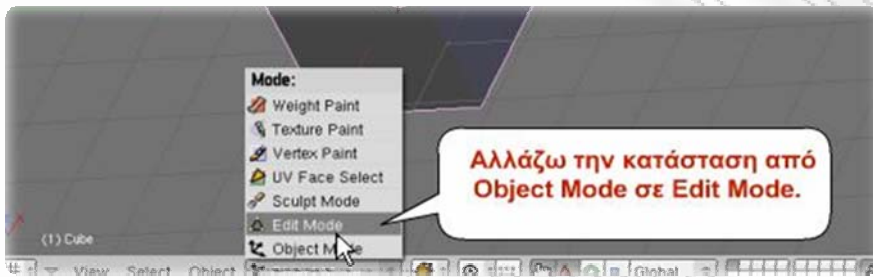 Mode:
Weight Paint
Texture Paint
Vertex Paint
UV Face Select
Sculpt Mode
Edit Mode
Object Mode
Αλλάζω την κατάσταση από
Object Mode σε Edit Mode.
(1) Cube
View Select Object Global